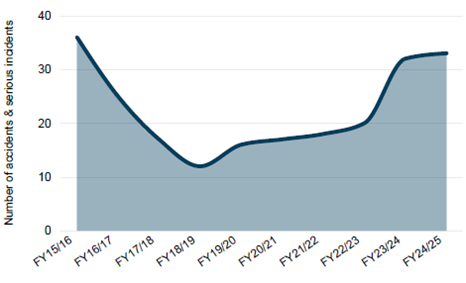 Number of accidents & serious incidents
40
30
20
10
0
FY15/16
FY16/17
FY17/18
FY18/19
FY19/20
FY20/21
FY21/22
FY22/23
FY23/24
FY24/25